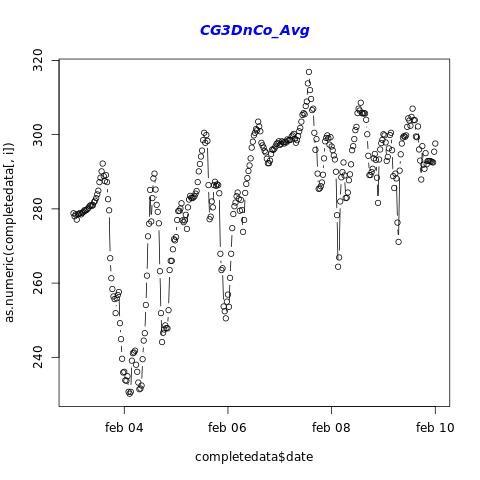 CG3DnCo_Avg
as.numeric(completedata[, i])
320
300
280
260
240
feb 04
feb 06
feb 08
feb 10
completedata$date